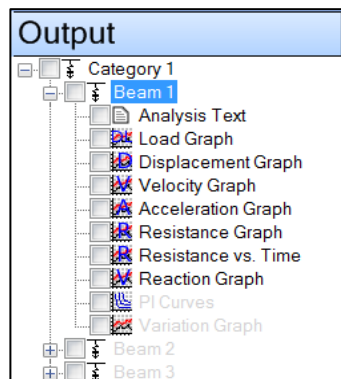 Output
Category 1
Beam 1
Analysis Text
Load Graph
Displacement Graph
Velocity Graph
Acceleration Graph
Resistance Graph
Resistance vs. Time
Reaction Graph
PI Curves
Variation Graph
Beam 2
Beam 3